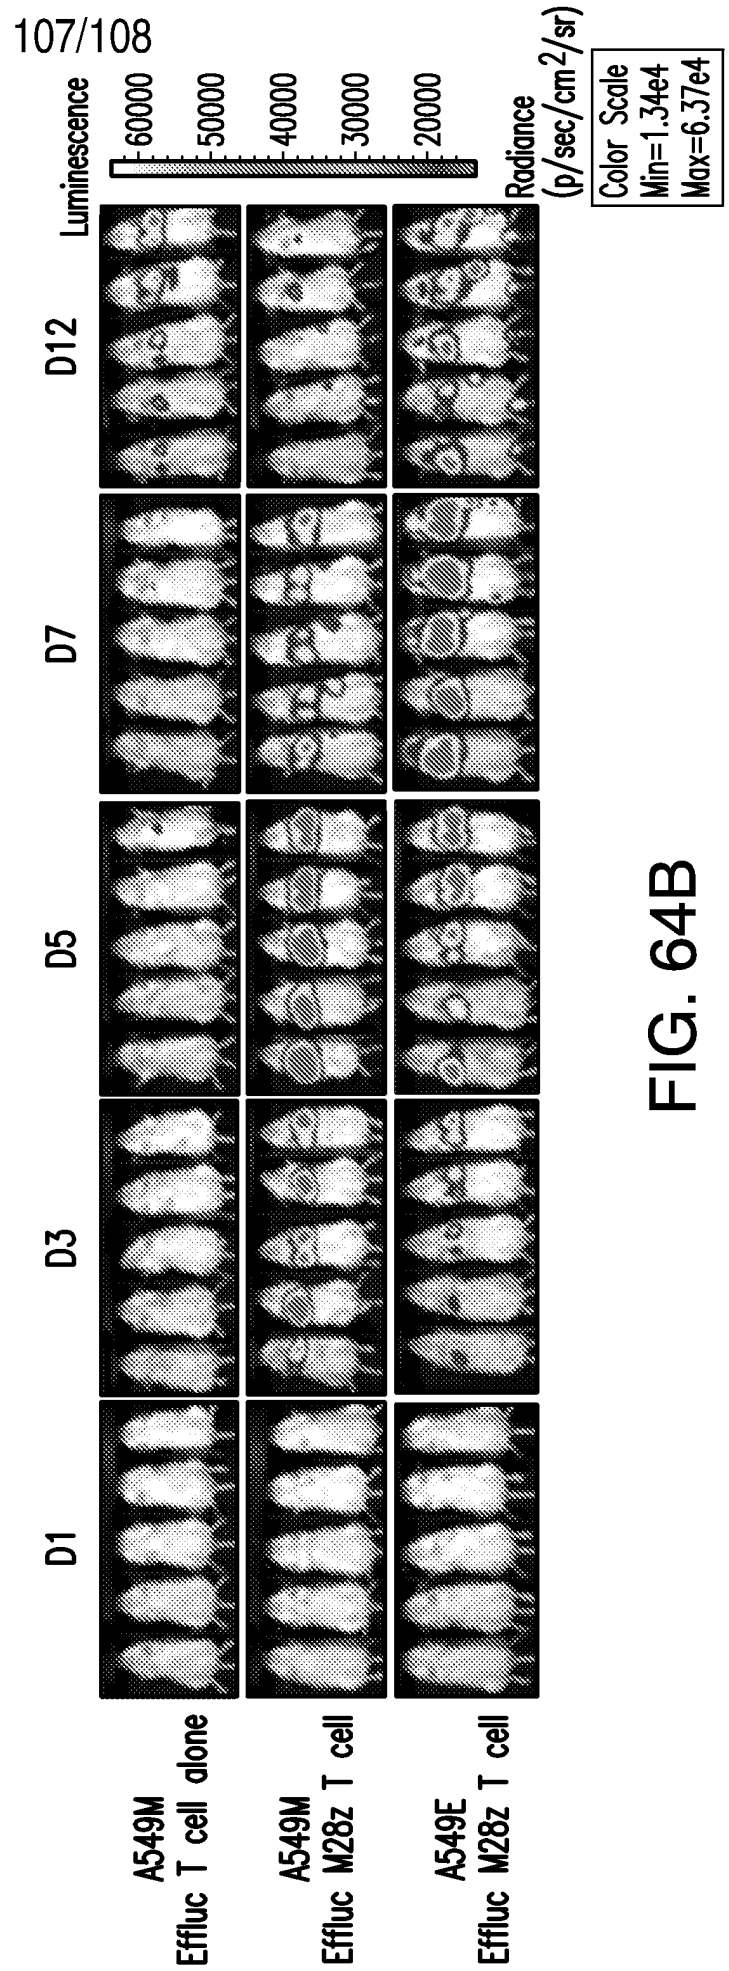 107/108
D1 D3 D5 D7 D12
Luminescence
60000
50000
40000
30000
20000
Radiance
(p/sec/cm2/sr)
Color Scale
Min=1.34e4
Max=6.37e4
A549M
Effluc T cell alone
A549M
Effluc M28z T cell
A549E
Effluc M28z T cell
FIG. 64B